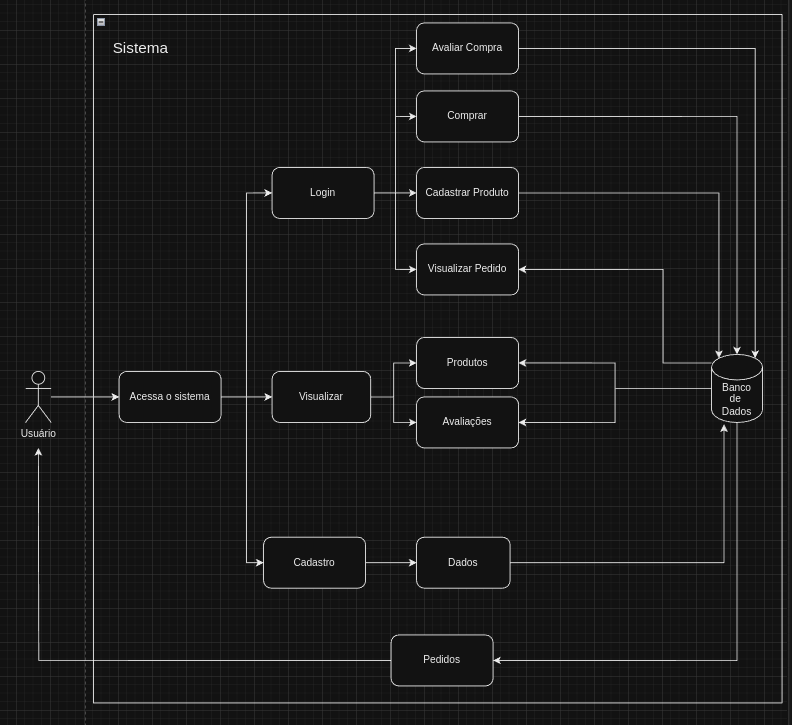 Sistema
Avaliar Compra
Comprar
Login
Cadastrar Produto
Visualizar Pedido
Produtos
Acessa o sistema
Visualizar
Avaliações
Banco
de
Dados
Usuário
Cadastro
Dados
Pedidos